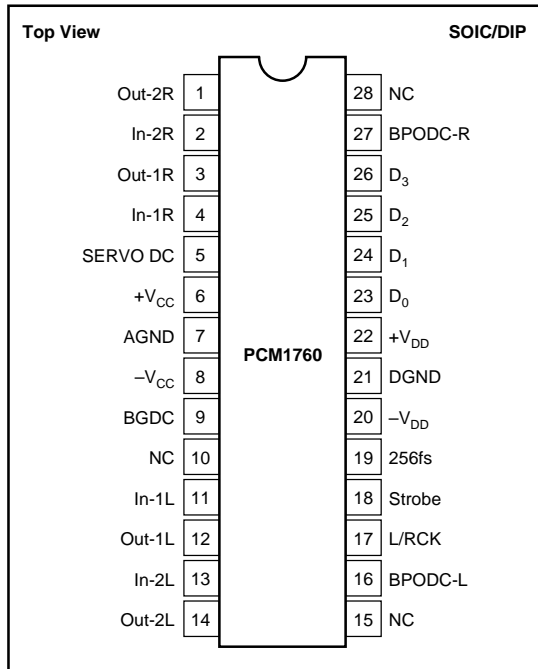 Top View SOIC/DIP
Out-2R 1 28 NC
In-2R 2 27 BPODC-R
Out-1R 3 26 D3
In-1R 4 25 D2
SERVO DC 5 24 D1
+VCC 6 23 D0
AGND 7 22 +VDD
PCM1760
–VCC 8 21 DGND
BGDC 9 20 –VDD
NC 10 19 256fs
In-1L 11 18 Strobe
Out-1L 12 17 L/RCK
In-2L 13 16 BPODC-L
Out-2L 14 15 NC